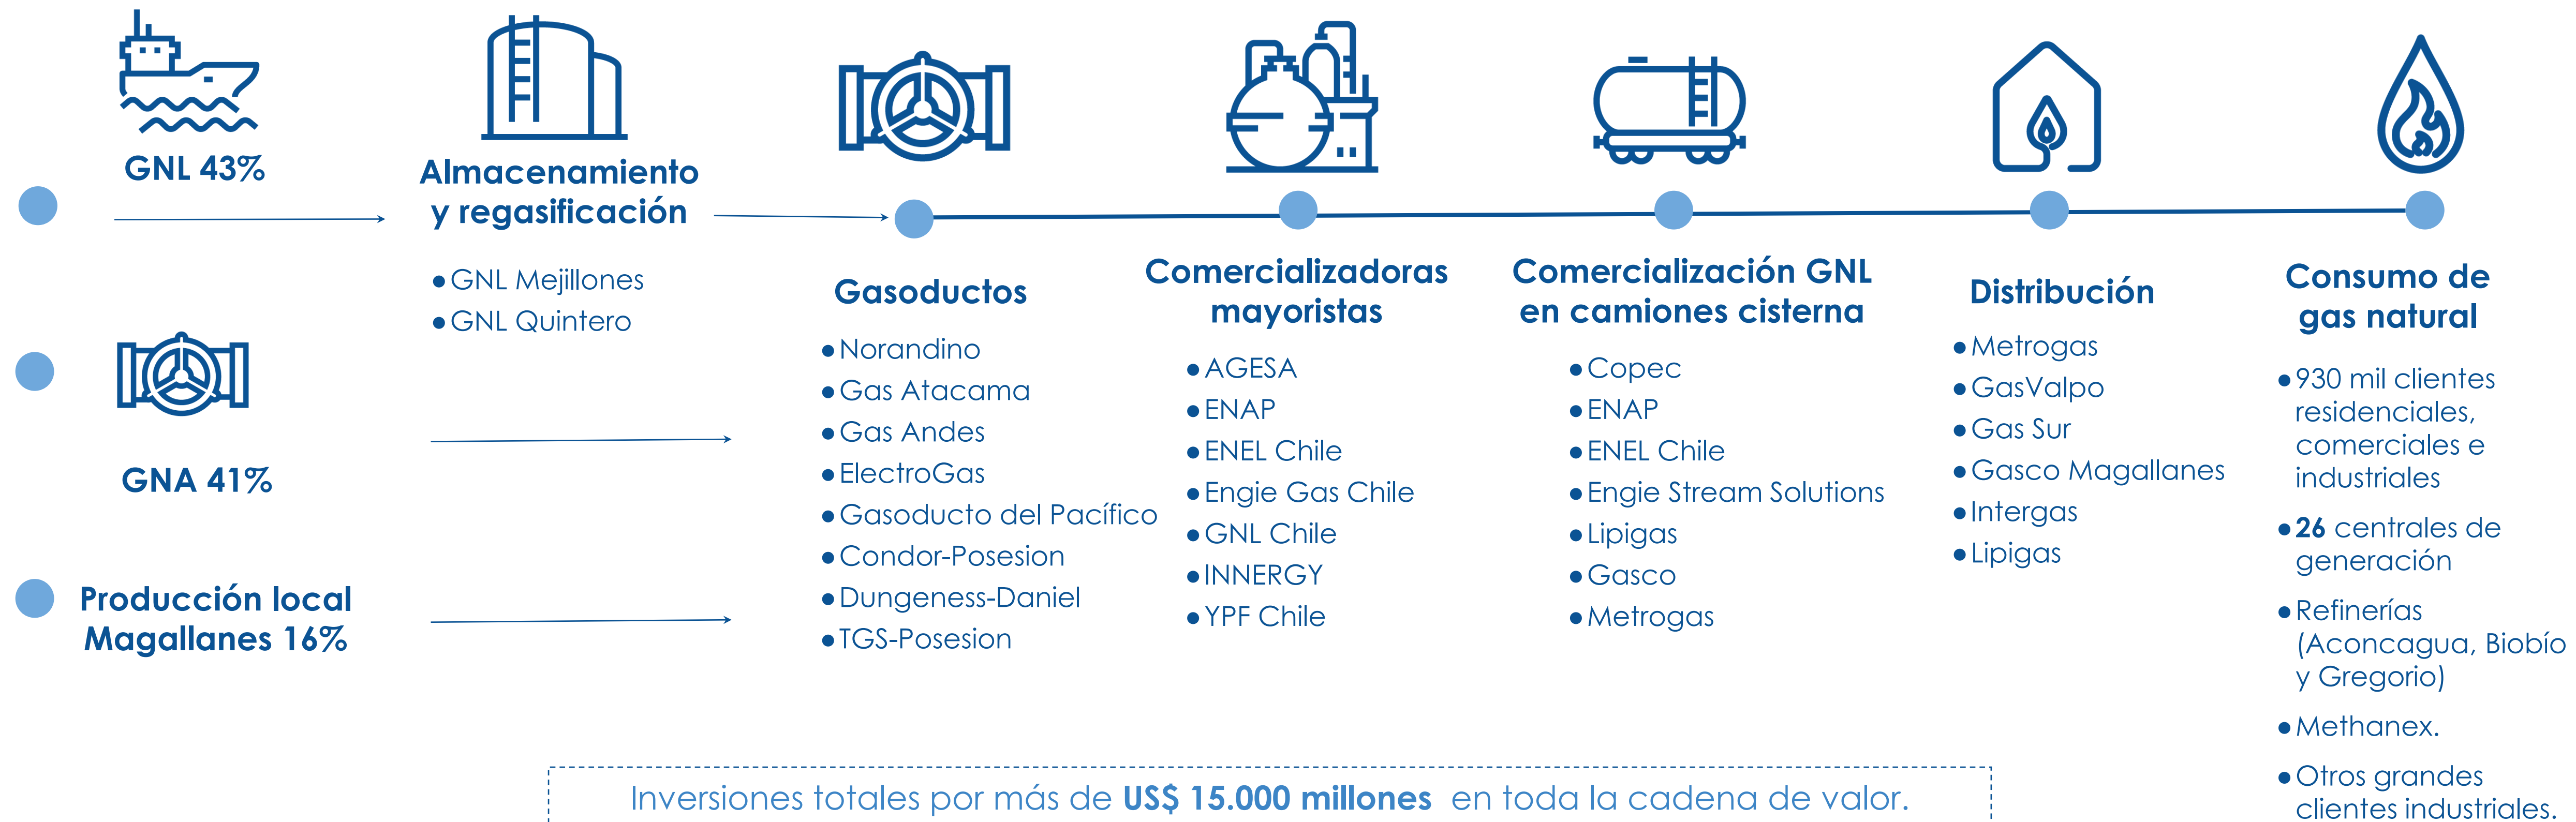 GNL 43%
GNA 41%
Producción local
Magallanes 16%
Almacenamiento
y regasificación
●GNL Mejillones
●GNL Quintero
Gasoductos
●Norandino
●Gas Atacama
●Gas Andes
●ElectroGas
●Gasoducto del Pacífico
●Condor-Posesion
●Dungeness-Daniel
●TGS-Posesion
Comercializadoras
mayoristas
●AGESA
●ENAP
●ENEL Chile
●Engie Gas Chile
●GNL Chile
●INNERGY
●YPF Chile
Comercialización GNL
en camiones cisterna
●Copec
●ENAP
●ENEL Chile
●Engie Stream Solutions
●Lipigas
●Gasco
●Metrogas
Distribución
●Metrogas
●GasValpo
●Gas Sur
●Gasco Magallanes
●Intergas
●Lipigas
Consumo de
gas natural
●930 mil clientes
residenciales,
comerciales e
industriales
●26 centrales de
generación
●Refinerías
(Aconcagua, Biobío
y Gregorio)
●Methanex.
●Otros grandes
clientes industriales.
Inversiones totales por más de US$ 15.000 millones en toda la cadena de valor.